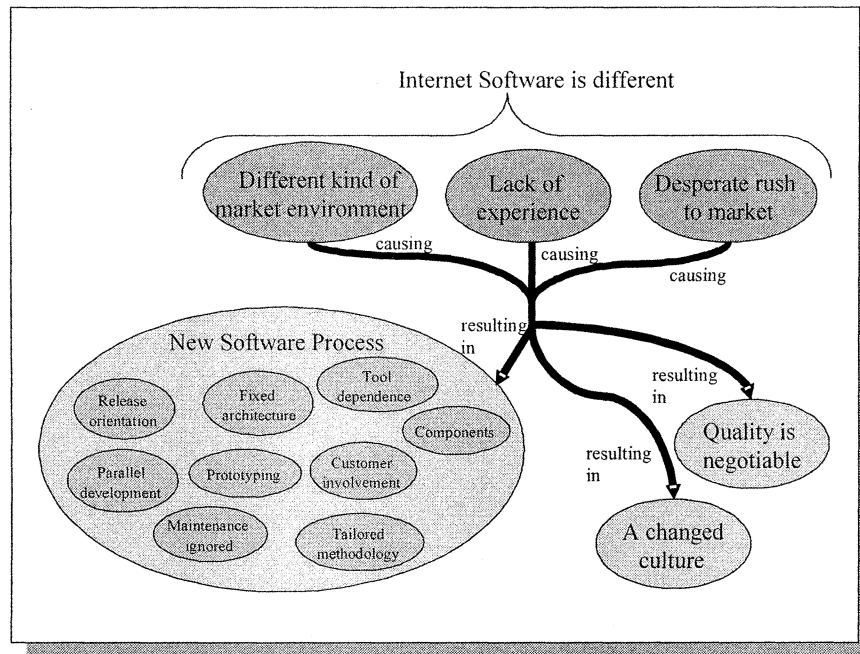 Internet Software is different
Different kind of
market environment
Lack of
experience
Desperate rush
to market
causing
causing
causing
resulting
in
New Software Process
Release
orientation
Fixed
architecture
Tool
dependence
Components
Parallel
development
Prototyping
Customer
involvement
Maintenance
ignored
Tailored
methodology
resulting
in
Quality is
negotiable
resulting
in
A changed
culture